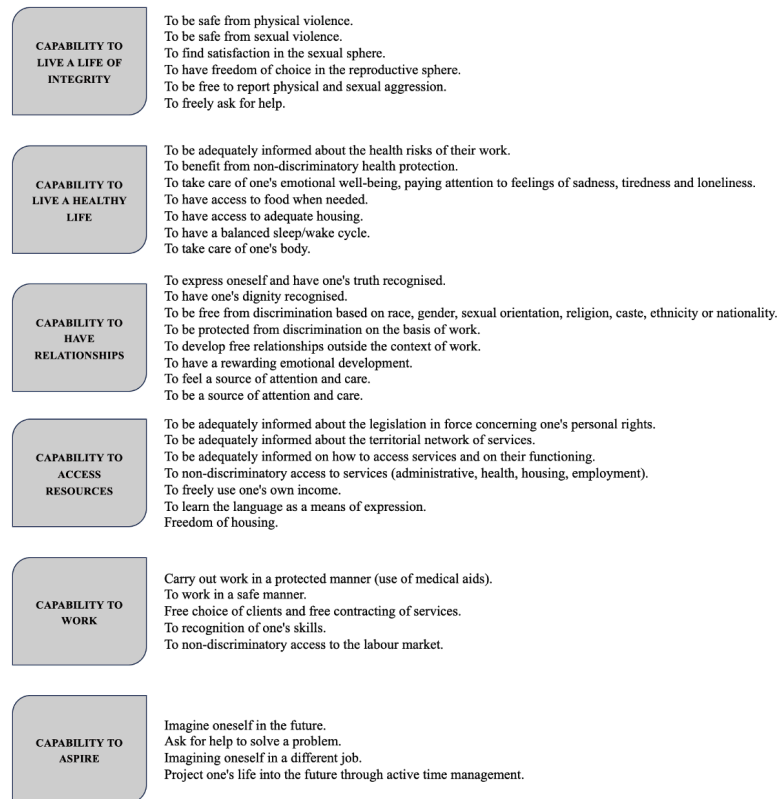 CAPABILITY TO
LIVE A LIFE OF
INTEGRITY
To be safe from physical violence.
To be safe from sexual violence.
To find satisfaction in the sexual sphere.
To have freedom of choice in the reproductive sphere.
To be free to report physical and sexual aggression.
To freely ask for help.
CAPABILITY TO
LIVE A HEALTHY
LIFE
To be adequately informed about the health risks of their work.
To benefit from non-discriminatory health protection.
To take care of one's emotional well-being, paying attention to feelings of sadness, tiredness and loneliness.
To have access to food when needed.
To have access to adequate housing.
To have a balanced sleep/wake cycle.
To take care of one's body.
CAPABILITY TO
HAVE
RELATIONSHIPS
To express oneself and have one's truth recognised.
To have one's dignity recognised.
To be free from discrimination based on race, gender, sexual orientation, religion, caste, ethnicity or nationality.
To be protected from discrimination on the basis of work.
To develop free relationships outside the context of work.
To have a rewarding emotional development.
To feel a source of attention and care.
To be a source of attention and care.
CAPABILITY TO
ACCESS
RESOURCES
To be adequately informed about the legislation in force concerning one's personal rights.
To be adequately informed about the territorial network of services.
To be adequately informed on how to access services and on their functioning.
To non-discriminatory access to services (administrative, health, housing, employment).
To freely use one's own income.
To learn the language as a means of expression.
Freedom of housing.
CAPABILITY TO
WORK
Carry out work in a protected manner (use of medical aids).
To work in a safe manner.
Free choice of clients and free contracting of services.
To recognition of one's skills.
To non-discriminatory access to the labour market.
CAPABILITY TO
ASPIRE
Imagine oneself in the future.
Ask for help to solve a problem.
Imagining oneself in a different job.
Project one's life into the future through active time management.